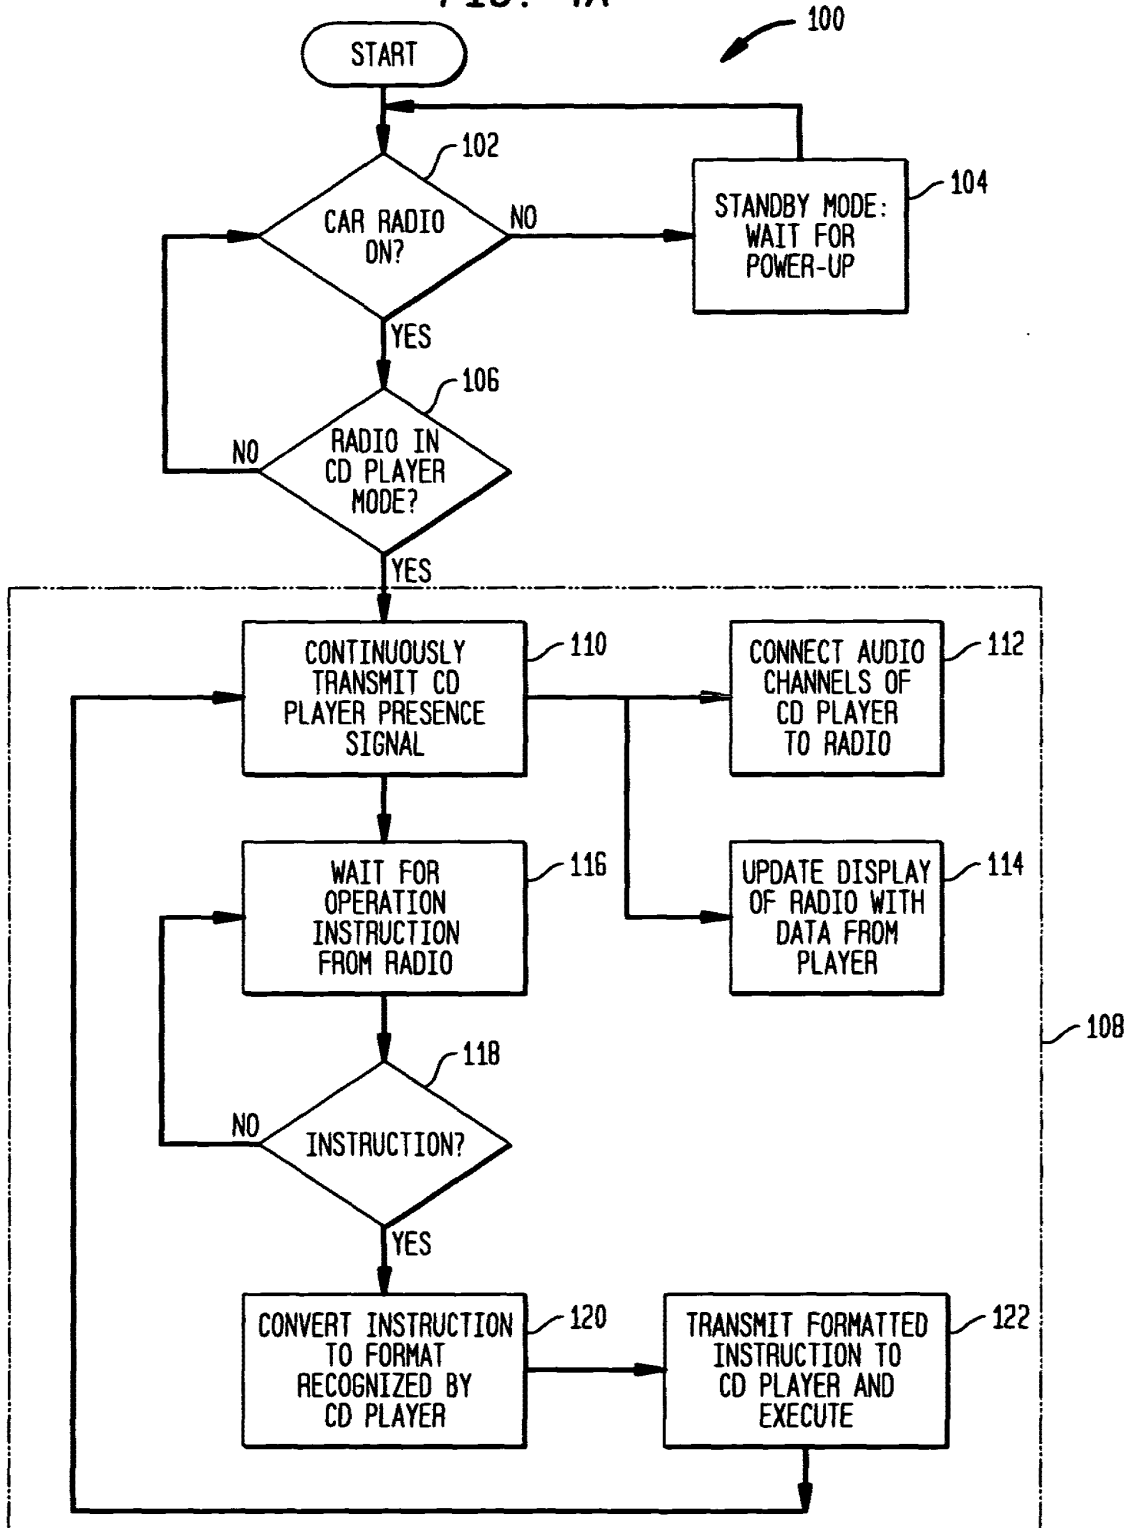 FIG. 4A
100
START
102
CAR RADIO
ON?
NO
104
STANDBY MODE:
WAIT FOR
POWER-UP
YES
106
RADIO IN
CD PLAYER
MODE?
NO
YES
110
CONTINUOUSLY
TRANSMIT CD
PLAYER PRESENCE
SIGNAL
112
CONNECT AUDIO
CHANNELS OF
CD PLAYER
TO RADIO
116
WAIT FOR
OPERATION
INSTRUCTION
FROM RADIO
114
UPDATE DISPLAY
OF RADIO WITH
DATA FROM
PLAYER
108
118
INSTRUCTION?
NO
YES
120
CONVERT INSTRUCTION
TO FORMAT
RECOGNIZED BY
CD PLAYER
122
TRANSMIT FORMATTED
INSTRUCTION TO
CD PLAYER AND
EXECUTE